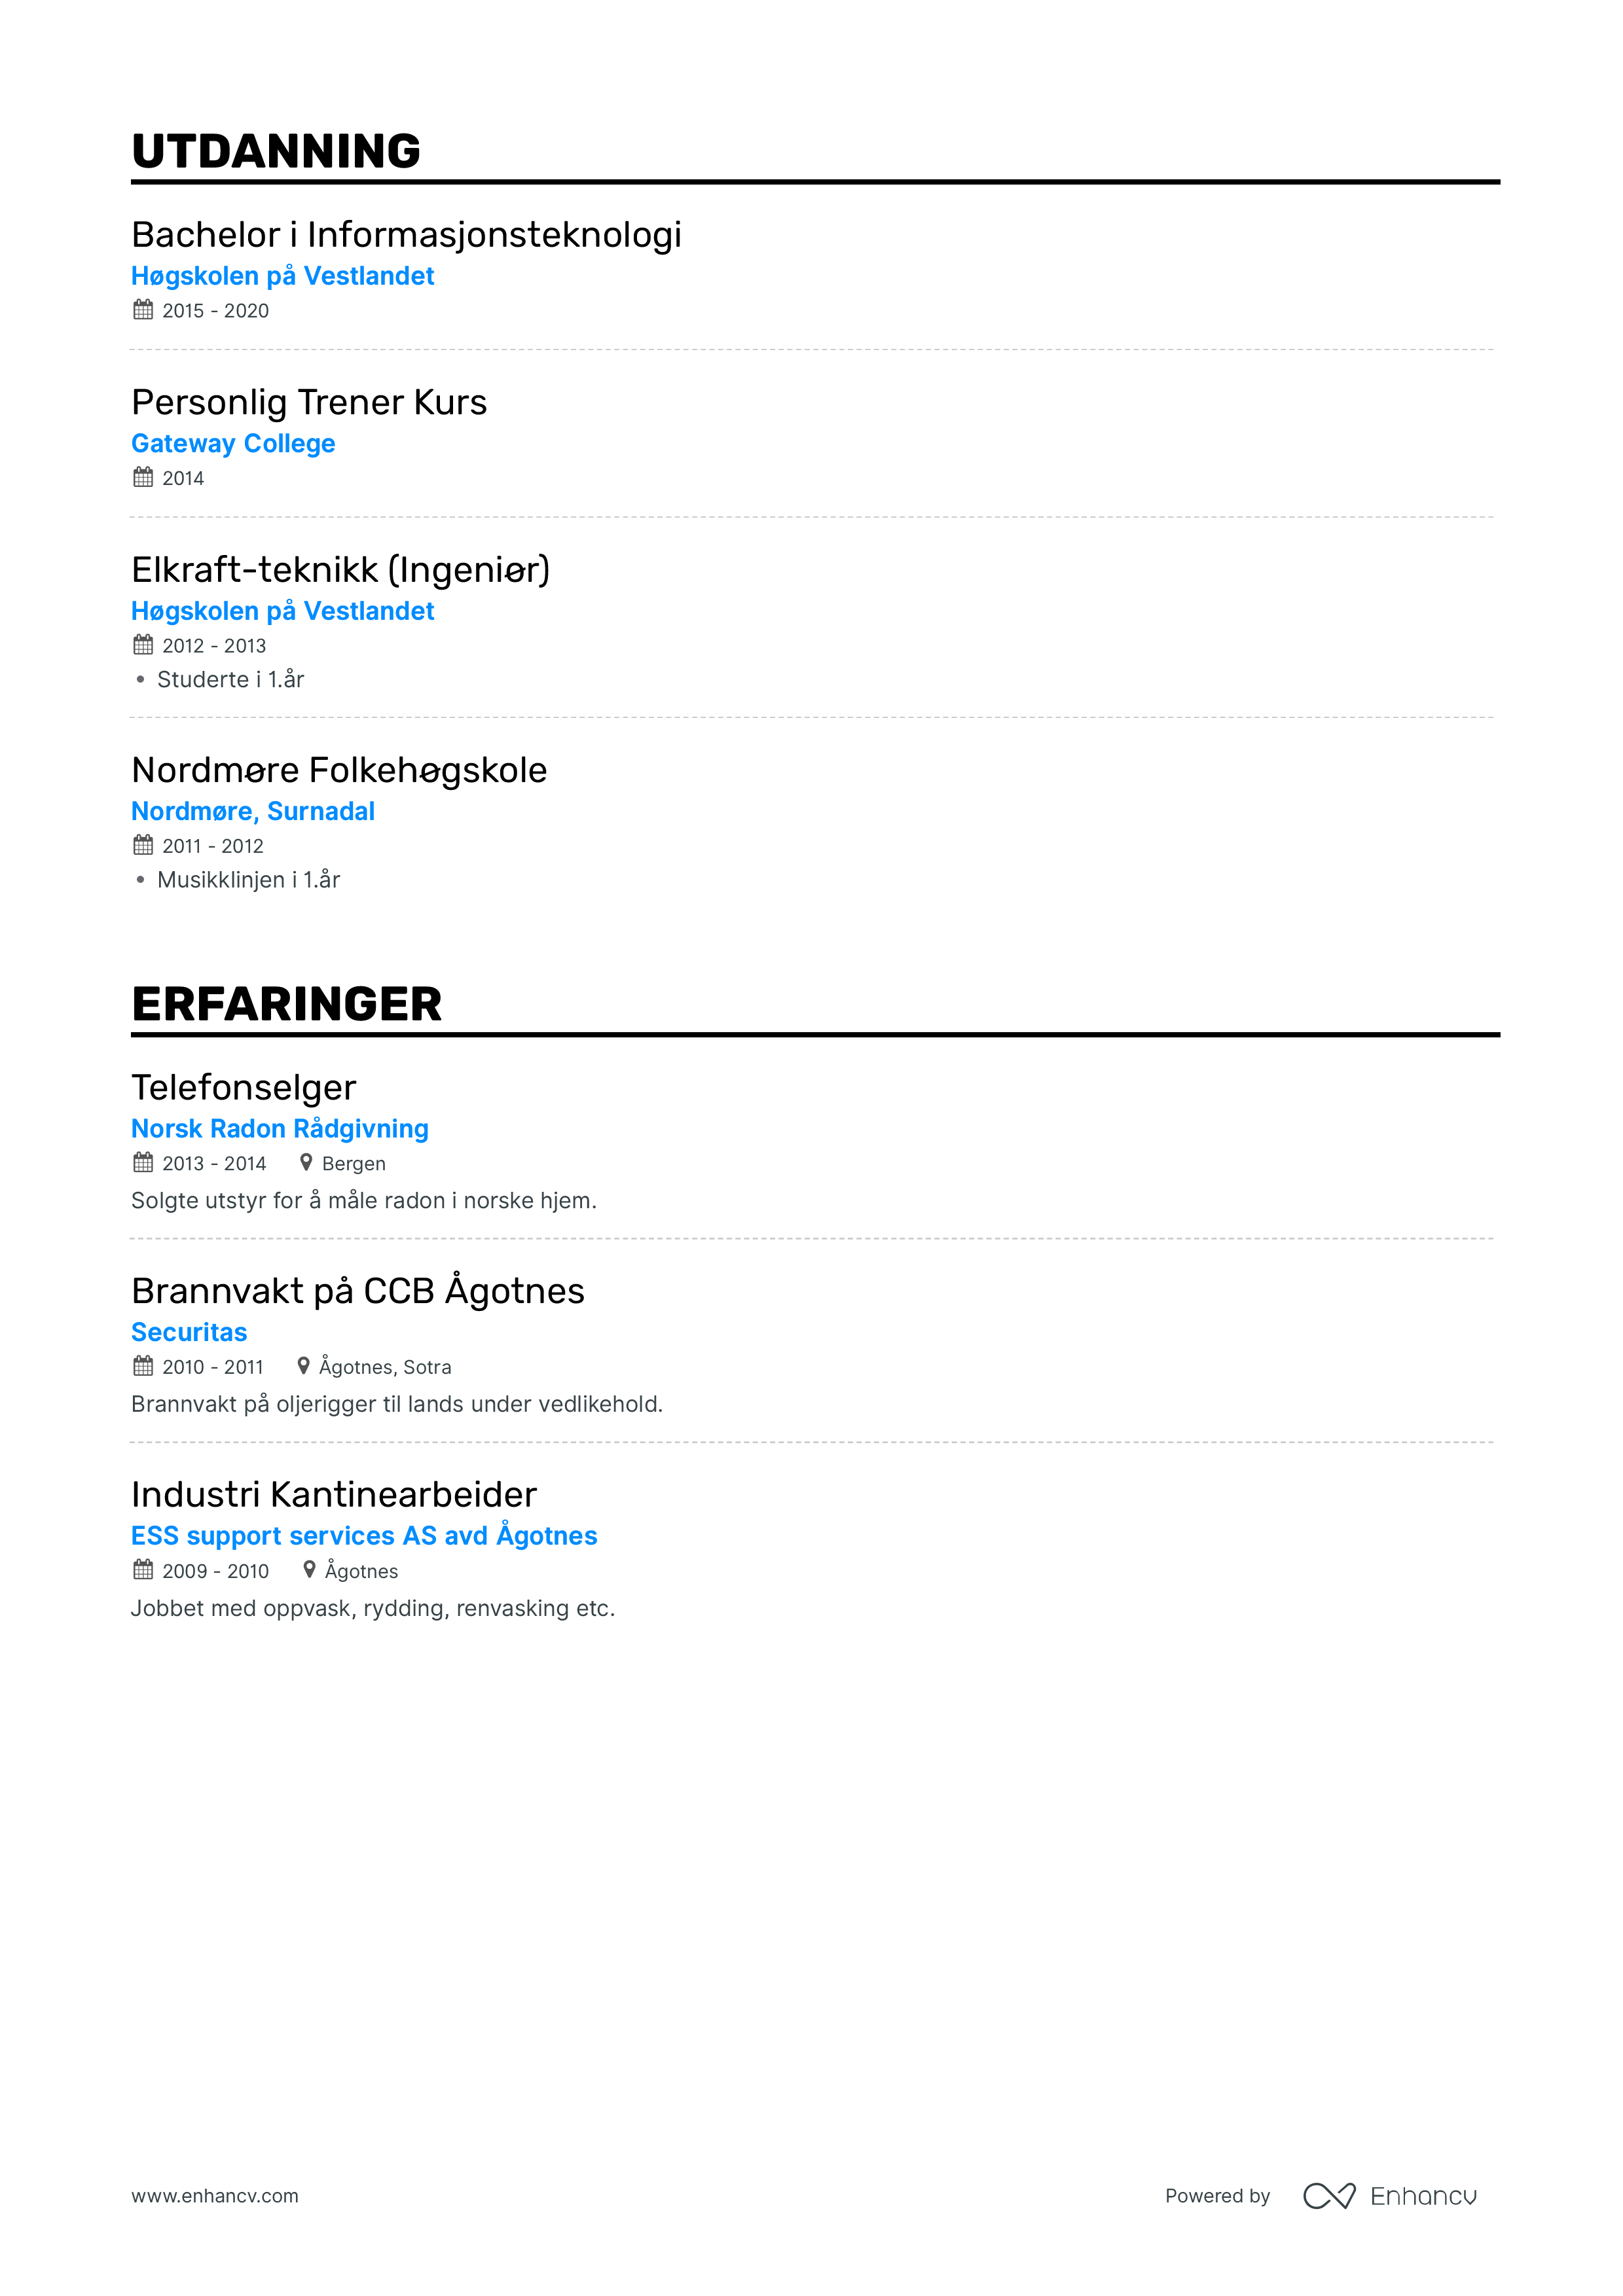 UTDANNING
Bachelor i Informasjonsteknologi
Høgskolen på Vestlandet
2015 - 2020
Personlig Trener Kurs
Gateway College
2014
Elkraft-teknikk (Ingeniør)
Høgskolen på Vestlandet
2012 - 2013
• Studerte i 1.år
Nordmøre Folkehøgskole
Nordmøre, Surnadal
2011 - 2012
• Musikklinjen i 1.år
ERFARINGER
Telefonselger
Norsk Radon Rådgivning
2013 - 2014 Bergen
Solgte utstyr for å måle radon i norske hjem.
Brannvakt på CCB Ågotnes
Securitas
2010 - 2011 Ågotnes, Sotra
Brannvakt på oljerigger til lands under vedlikehold.
Industri Kantinearbeider
ESS support services AS avd Ågotnes
2009 - 2010 Ågotnes
Jobbet med oppvask, rydding, renvasking etc.
www.enhancv.com Powered by Enhancv